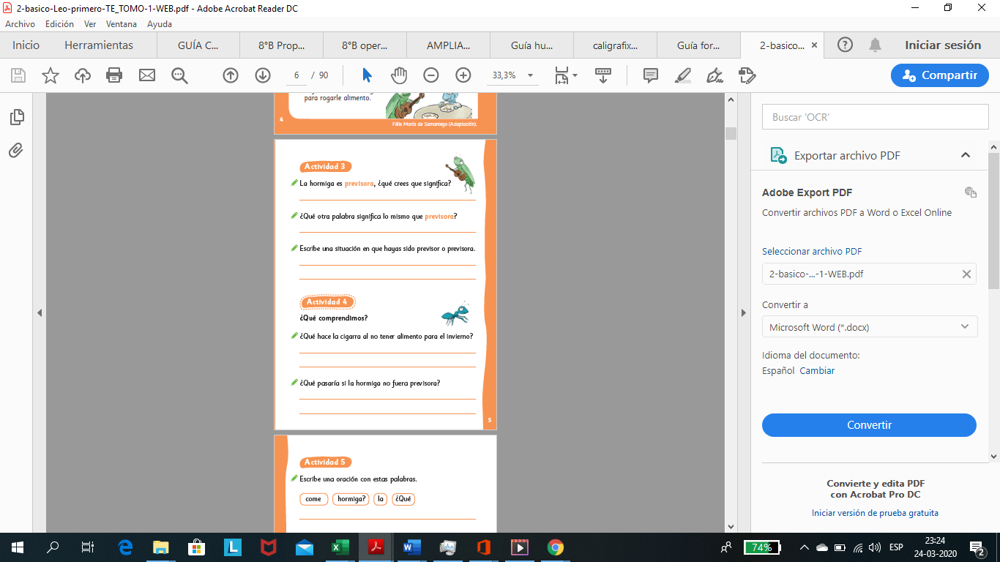 2-basico-Leo-primero-TE_TOMO-1-WEB.pdf - Adobe Acrobat Reader DC
Archivo Edición Ver Ventana Ayuda
Inicio Herramientas GUÍA C... 8°B Prop... 8°B oper... AMPLIA... Guía hu... caligrafix... Guía for... 2-basico... Iniciar sesión
6 / 90 33,3% Compartir
para rogarle alimento.
4
Félix María de Samaniego (Adaptación).
Actividad 3
La hormiga es previsora, ¿qué crees que significa?
¿Qué otra palabra significa lo mismo que previsora?
Escribe una situación en que hayas sido previsor o previsora.
Actividad 4
¿Qué comprendimos?
¿Qué hace la cigarra al no tener alimento para el invierno?
¿Qué pasaría si la hormiga no fuera previsora?
5
Actividad 5
Escribe una oración con estas palabras.
come hormiga? la ¿Qué
Buscar 'OCR'
Exportar archivo PDF
Adobe Export PDF
Convertir archivos PDF a Word o Excel Online
Seleccionar archivo PDF
2-basico-...-1-WEB.pdf
Convertir a
Microsoft Word (*.docx)
Idioma del documento:
Español Cambiar
Convertir
Convierte y edita PDF
con Acrobat Pro DC
Iniciar versión de prueba gratuita
74% ESP 23:24
24-03-2020
2